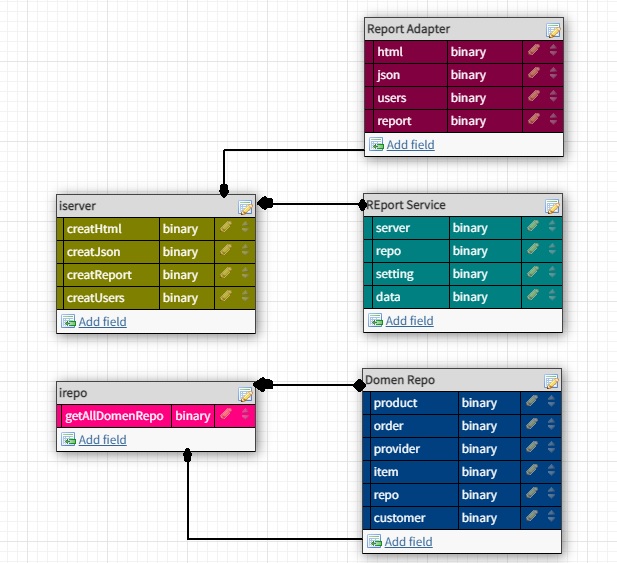 Report Adapter
html binary
json binary
users binary
report binary
Add field
iserver
creatHtml binary
creatJson binary
creatReport binary
creatUsers binary
Add field
REport Service
server binary
repo binary
setting binary
data binary
Add field
irepo
getAllDomenRepo binary
Add field
Domen Repo
product binary
order binary
provider binary
item binary
repo binary
customer binary
Add field